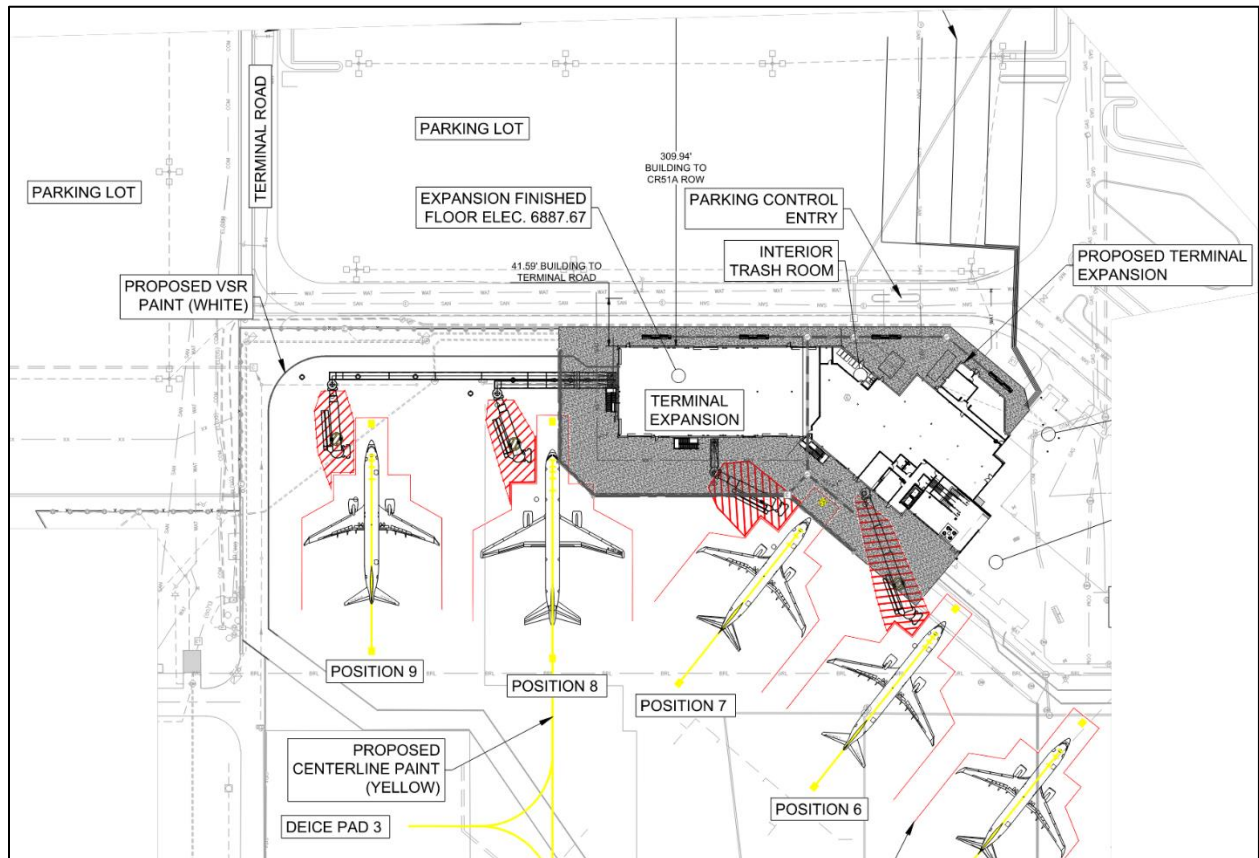 TERMINAL ROAD
PARKING LOT
PARKING LOT
309.94'
BUILDING TO
CR51A ROW
EXPANSION FINISHED
FLOOR ELEC. 6887.67
PARKING CONTROL
ENTRY
INTERIOR
TRASH ROOM
PROPOSED TERMINAL
EXPANSION
41.59' BUILDING TO
TERMINAL ROAD
PROPOSED VSR
PAINT (WHITE)
TERMINAL
EXPANSION
POSITION 9
POSITION 8
POSITION 7
POSITION 6
PROPOSED
CENTERLINE PAINT
(YELLOW)
DEICE PAD 3